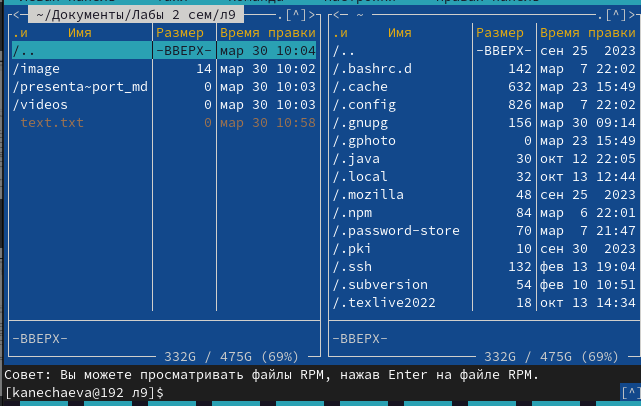 <- ~/Документы/Лабы 2 сем/л9 .[^]>
.и Имя Размер Время правки
/.. -ВВЕРХ- мар 30 10:04
/image 14 мар 30 10:02
/presenta~port_md 0 мар 30 10:03
/videos 0 мар 30 10:03
text.txt 0 мар 30 10:58
-ВВЕРХ-
332G / 475G (69%)
<- ~ .[^]>
.и Имя Размер Время правки
/.. -ВВЕРХ- сен 25 2023
/.bashrc.d 142 мар 7 22:02
/.cache 632 мар 23 15:49
/.config 826 мар 7 22:02
/.gnupg 156 мар 30 09:14
/.gphoto 0 мар 23 15:49
/.java 30 окт 12 22:05
/.local 32 окт 13 12:44
/.mozilla 48 сен 25 2023
/.npm 84 мар 6 22:01
/.password-store 70 мар 7 21:47
/.pki 10 сен 30 2023
/.ssh 132 фев 13 19:04
/.subversion 54 фев 10 10:51
/.texlive2022 18 окт 13 14:34
-ВВЕРХ-
332G / 475G (69%)
Совет: Вы можете просматривать файлы RPM, нажав Enter на файле RPM.
[kanechaeva@192 л9]$
[^]